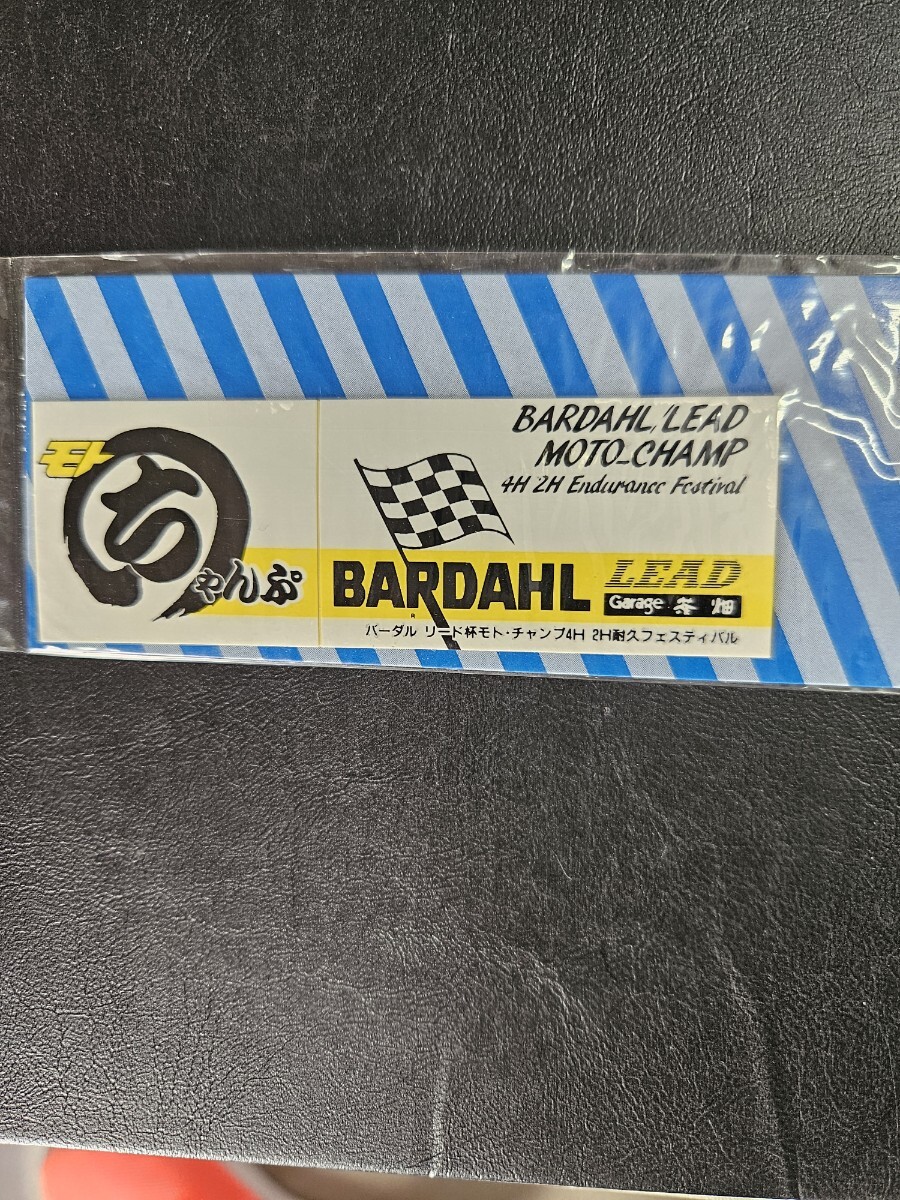 モト
ちゃんぷ
BARDAHL/LEAD
MOTO-CHAMP
4H 2H Endurance Festival
BARDAHL
LEAD
Garage 茶畑
バーダル リード杯モト・チャンプ4H 2H耐久フェスティバル